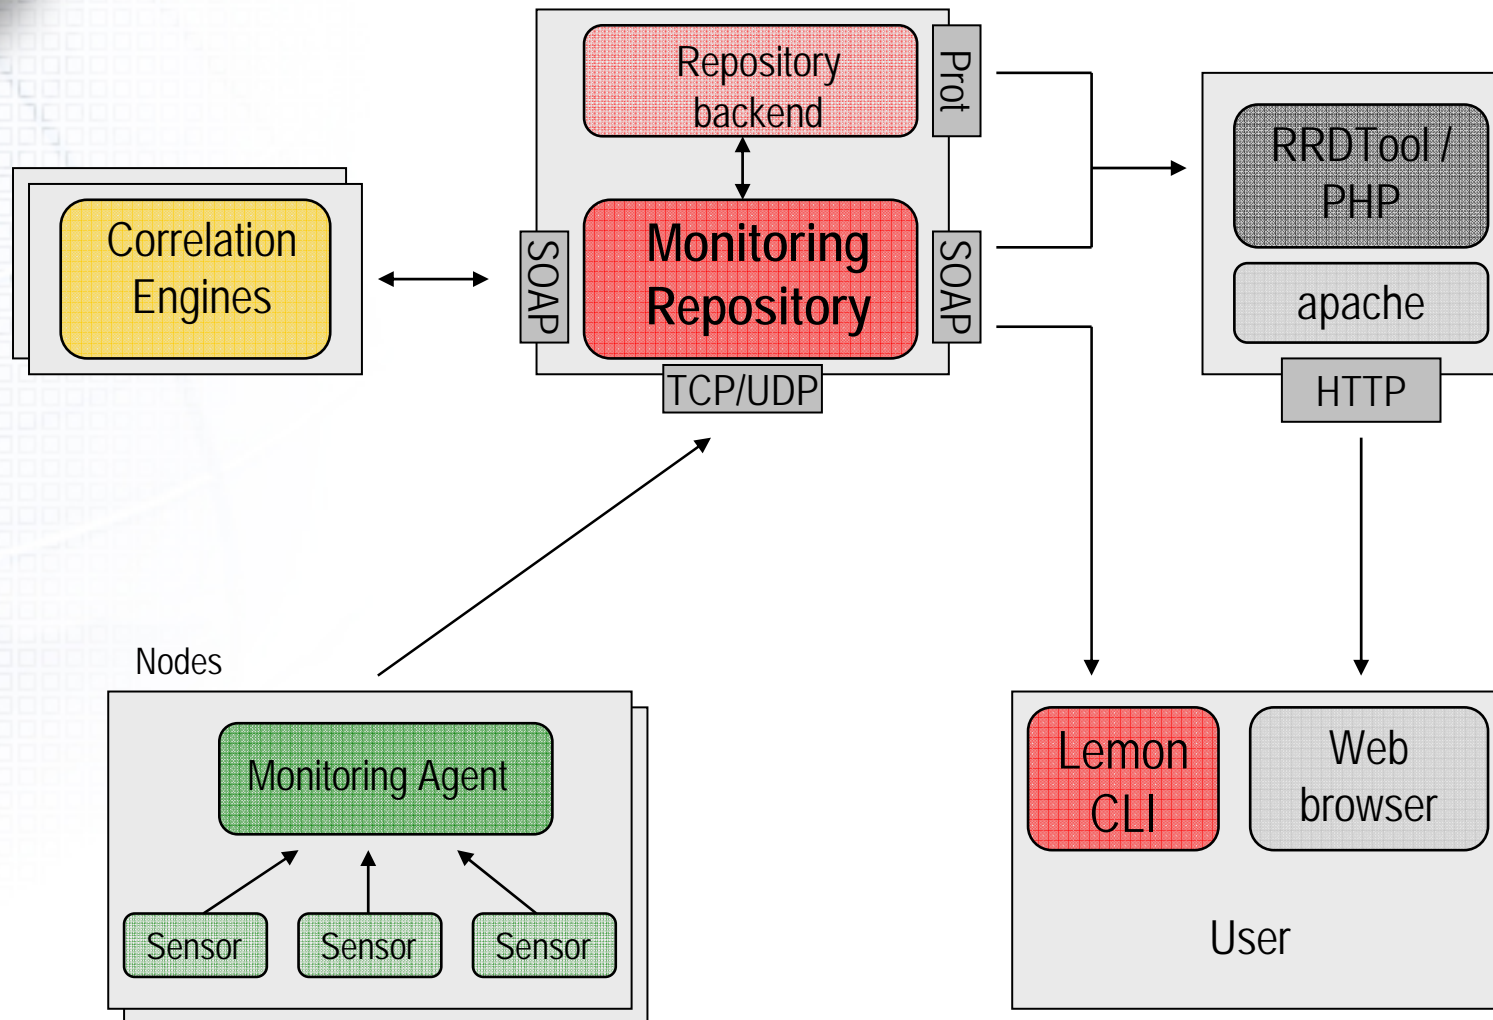 Repository
backend
Prot
RRDTool /
PHP
Correlation
Engines
SOAP
Monitoring
Repository
SOAP
apache
TCP/UDP
HTTP
Nodes
Monitoring Agent
Lemon
CLI
Web
browser
Sensor
Sensor
Sensor
User